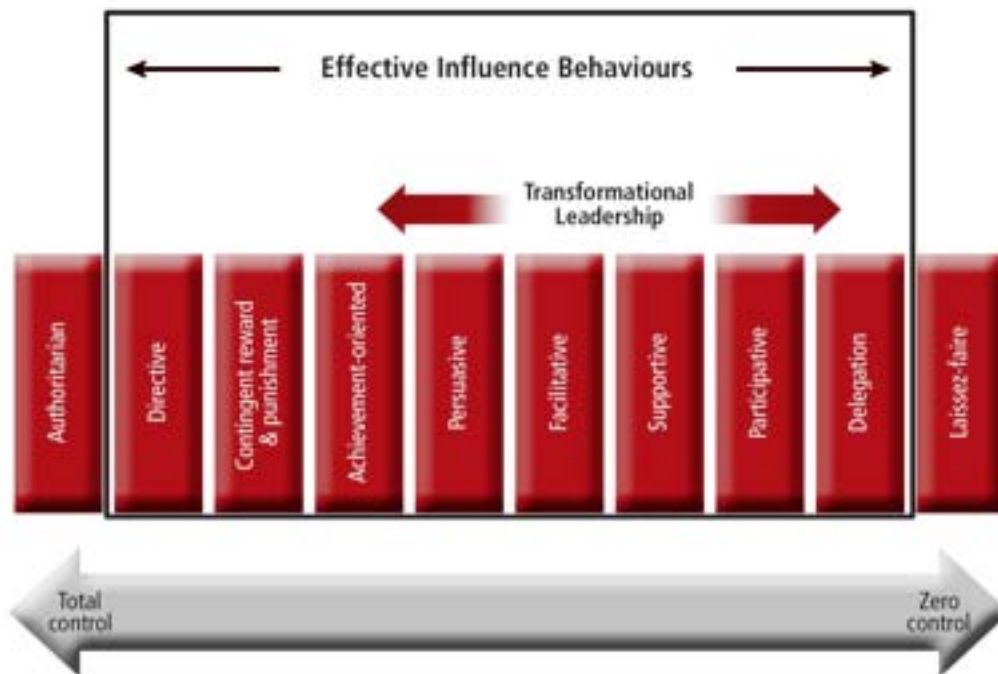 Effective Influence Behaviours
Transformational
Leadership
Authoritarian
Directive
Contingent reward
& punishment
Achievement-oriented
Persuasive
Facilitative
Supportive
Participative
Delegation
Laissez-faire
Total
control
Zero
control